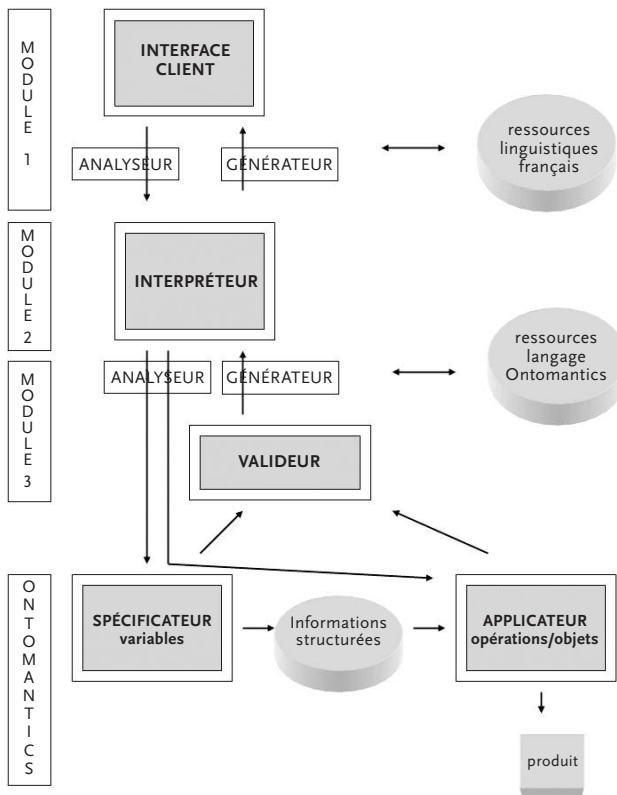 MODULE 1
INTERFACE
CLIENT
ANALYSEUR
GÉNÉRATEUR
ressources
linguistiques
français
MODULE 2
INTERPRÉTEUR
ANALYSEUR
GÉNÉRATEUR
ressources
langage
Ontomantics
MODULE 3
VALIDEUR
ONTOMANTICS
SPÉCIFICATEUR
variables
Informations
structurées
APPLICATEUR
opérations/objets
produit